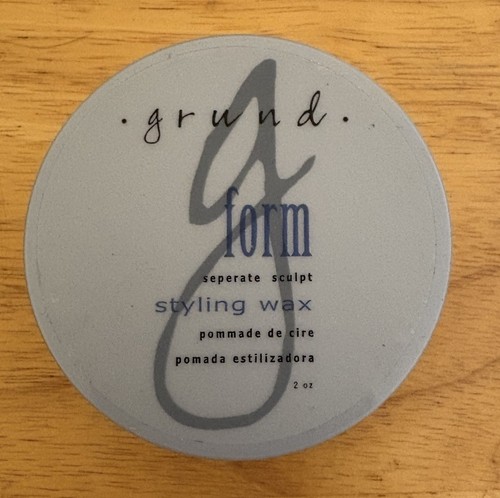 · grund ·
g
form
seperate sculpt
styling wax
pommade de cire
pomada estilizadora
2 oz